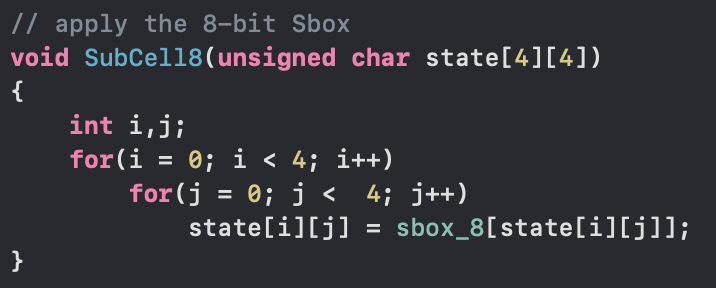 // apply the 8-bit Sbox
void SubCell8(unsigned char state[4][4])
{
    int i,j;
    for(i = 0; i < 4; i++)
        for(j = 0; j <  4; j++)
            state[i][j] = sbox_8[state[i][j]];
}